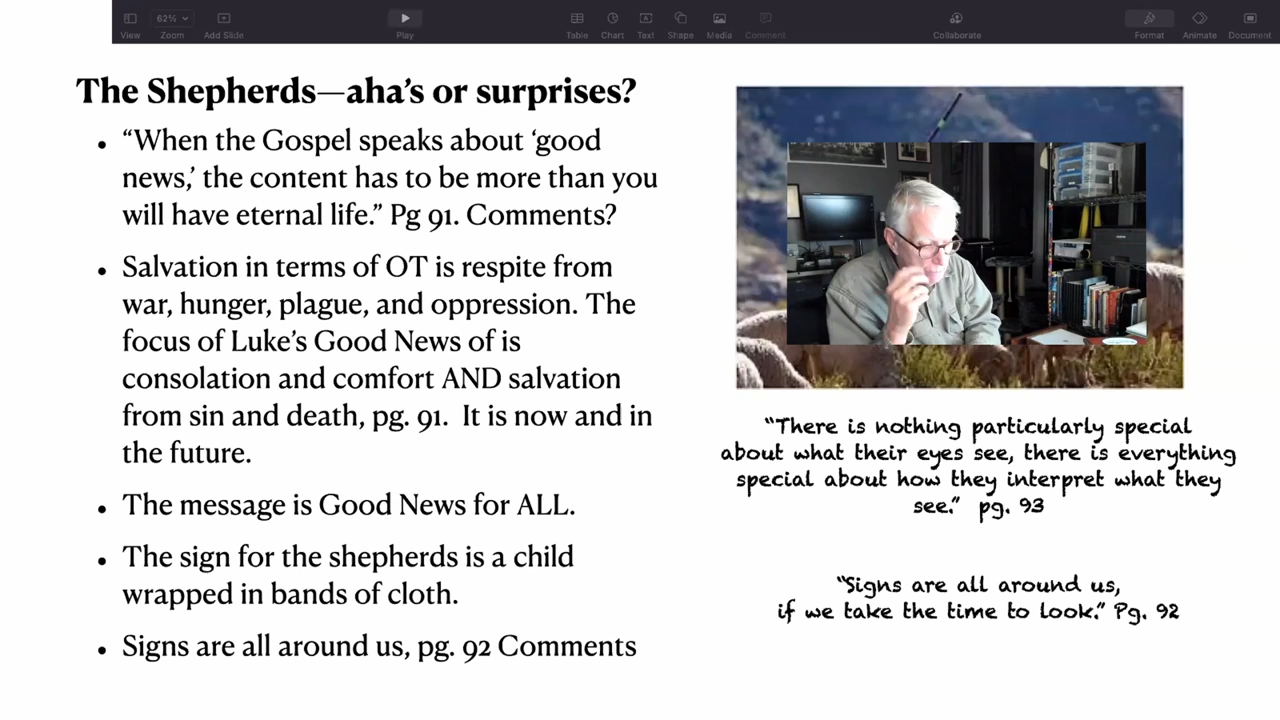 62%
View Zoom Add Slide Play Table Chart Text Shape Media Comment Collaborate Format Animate Document
The Shepherds—aha’s or surprises?
• “When the Gospel speaks about ‘good
news,’ the content has to be more than you
will have eternal life.” Pg 91. Comments?
• Salvation in terms of OT is respite from
war, hunger, plague, and oppression. The
focus of Luke’s Good News of is
consolation and comfort AND salvation
from sin and death, pg. 91. It is now and in
the future.
• The message is Good News for ALL.
• The sign for the shepherds is a child
wrapped in bands of cloth.
• Signs are all around us, pg. 92 Comments
“There is nothing particularly special
about what their eyes see, there is everything
special about how they interpret what they
see.” pg. 93
“Signs are all around us,
if we take the time to look.” Pg. 92